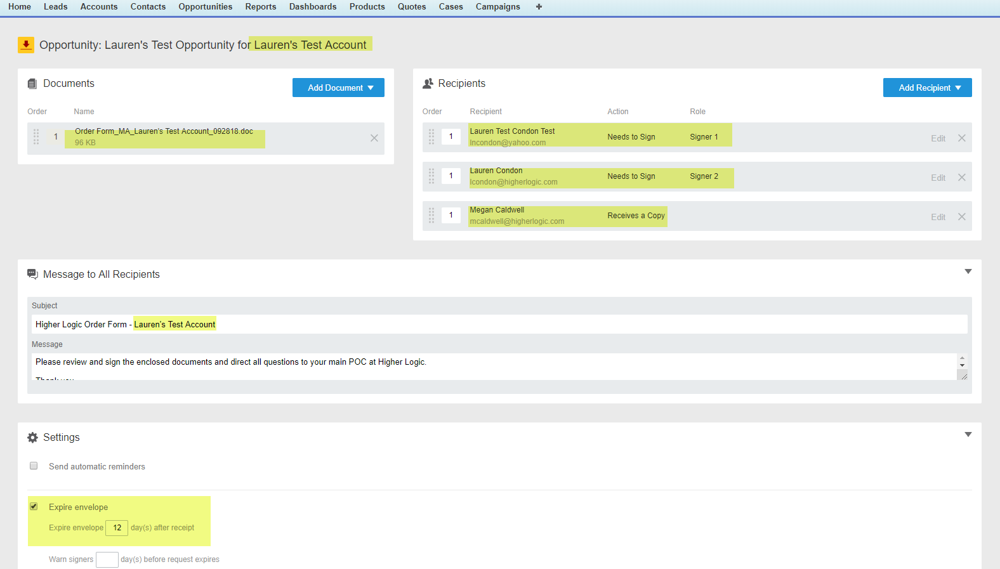 Home Leads Accounts Contacts Opportunities Reports Dashboards Products Quotes Cases Campaigns +
Opportunity: Lauren's Test Opportunity for Lauren's Test Account
Documents
Add Document
Order Name
1 Order Form_MA_Lauren's Test Account_092818.doc
96 KB
Recipients
Add Recipient
Order Recipient Action Role
1 Lauren Test Condon Test Needs to Sign Signer 1 Edit
lncondon@yahoo.com
1 Lauren Condon Needs to Sign Signer 2 Edit
lcondon@higherlogic.com
1 Megan Caldwell Receives a Copy Edit
mcaldwell@higherlogic.com
Message to All Recipients
Subject
Higher Logic Order Form - Lauren's Test Account
Message
Please review and sign the enclosed documents and direct all questions to your main POC at Higher Logic.
Thank you
Settings
Send automatic reminders
Expire envelope
Expire envelope 12 day(s) after receipt
Warn signers day(s) before request expires